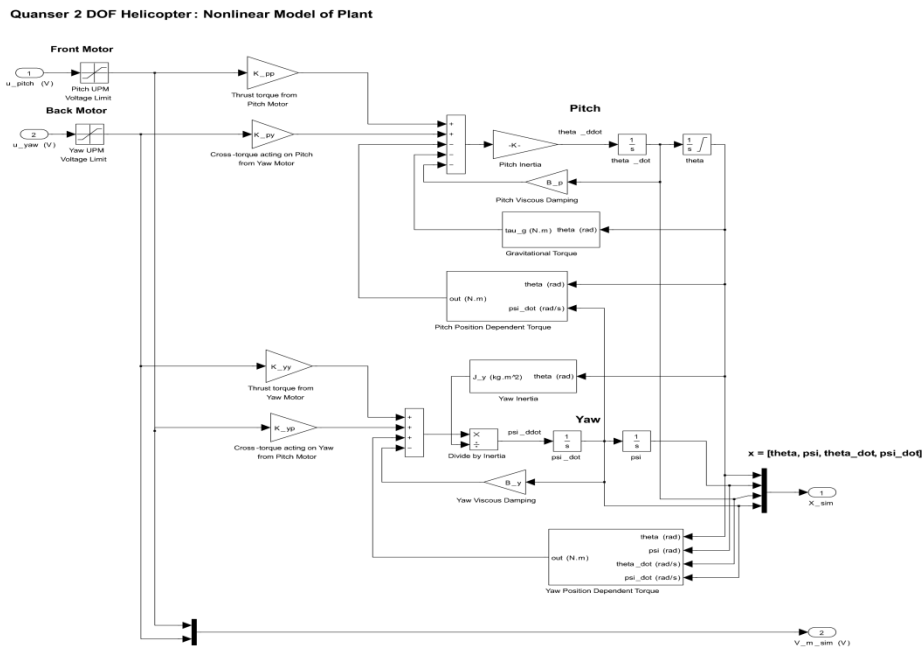 Quanser 2 DOF Helicopter: Nonlinear Model of Plant
Front Motor
1
u_pitch (V)
Pitch UPM
Voltage Limit
K_pp
Thrust torque from
Pitch Motor
Back Motor
2
u_yaw (V)
Yaw UPM
Voltage Limit
K_py
Cross-torque acting on Pitch
from Yaw Motor
+
+
−
−
−
Pitch
-K-
Pitch Inertia
theta _ddot
1
s
theta _dot
1
s
theta
B_p
Pitch Viscous Damping
tau_g (N.m)
theta (rad)
Gravitational Torque
theta (rad)
out (N.m)
psi_dot (rad/s)
Pitch Position Dependent Torque
K_yy
Thrust torque from
Yaw Motor
J_y (kg.m^2)
theta (rad)
Yaw Inertia
K_yp
Cross-torque acting on Yaw
from Pitch Motor
+
+
+
−
Yaw
×
÷
Divide by Inertia
psi_ddot
1
s
psi_dot
1
s
psi
B_y
Yaw Viscous Damping
x = [theta, psi, theta_dot, psi_dot]
1
X_sim
theta (rad)
psi (rad)
out (N.m)
theta _dot (rad/s)
psi_dot (rad/s)
Yaw Position Dependent Torque
2
V_m_sim (V)